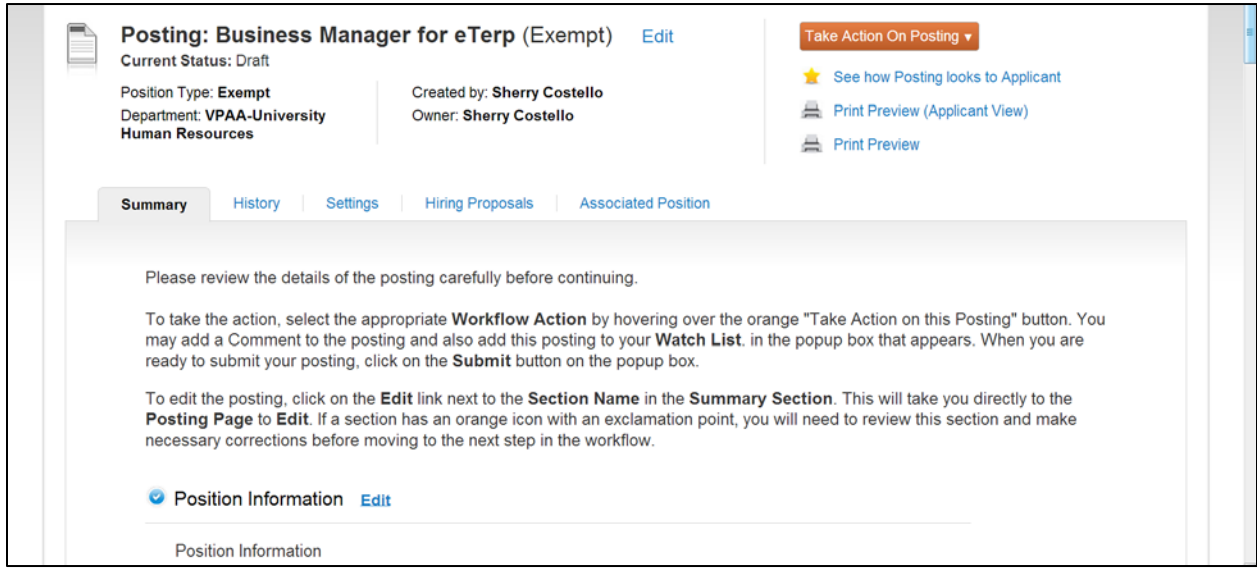 Posting: Business Manager for eTerp (Exempt) Edit
Current Status: Draft
Position Type: Exempt
Department: VPAA-University
Human Resources
Created by: Sherry Costello
Owner: Sherry Costello
Take Action On Posting ▾
See how Posting looks to Applicant
Print Preview (Applicant View)
Print Preview
Summary History Settings Hiring Proposals Associated Position
Please review the details of the posting carefully before continuing.
To take the action, select the appropriate Workflow Action by hovering over the orange "Take Action on this Posting" button. You
may add a Comment to the posting and also add this posting to your Watch List. in the popup box that appears. When you are
ready to submit your posting, click on the Submit button on the popup box.
To edit the posting, click on the Edit link next to the Section Name in the Summary Section. This will take you directly to the
Posting Page to Edit. If a section has an orange icon with an exclamation point, you will need to review this section and make
necessary corrections before moving to the next step in the workflow.
Position Information Edit
Position Information